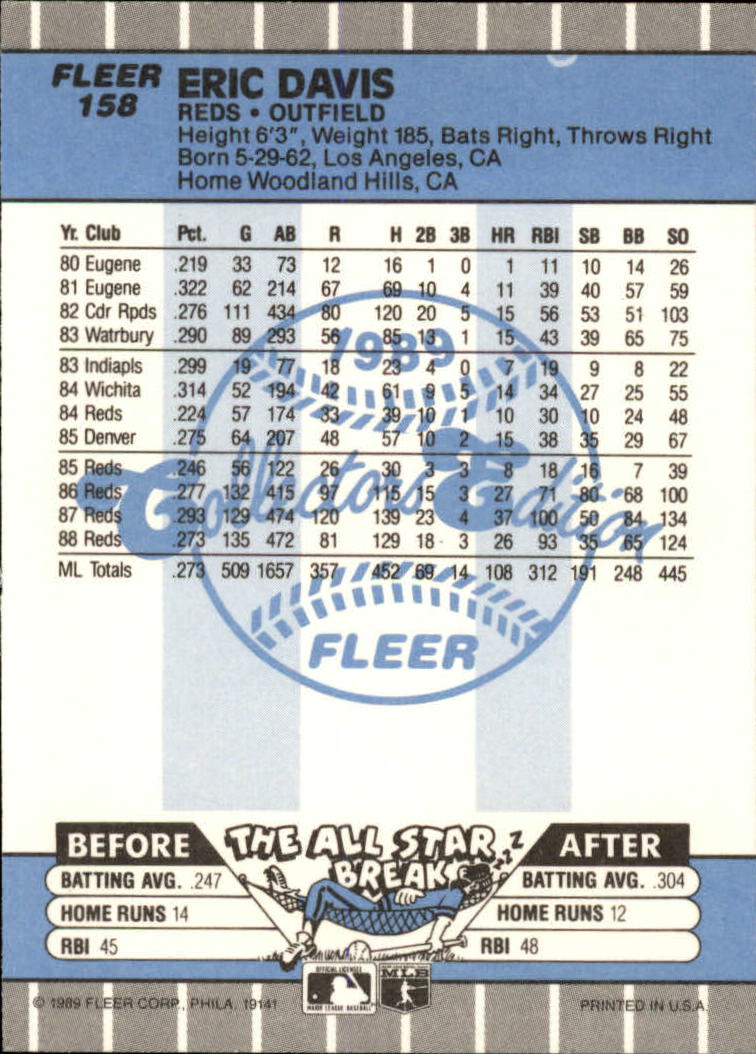 FLEER
158
ERIC DAVIS
REDS • OUTFIELD
Height 6'3", Weight 185, Bats Right, Throws Right
Born 5-29-62, Los Angeles, CA
Home Woodland Hills, CA
Yr. Club Pct. G AB R H 2B 3B HR RBI SB BB SO
80 Eugene .219 33 73 12 16 1 0 1 11 10 14 26
81 Eugene .322 62 214 67 69 10 4 11 39 40 57 59
82 Cdr Rpds .276 111 434 80 120 20 5 15 56 53 51 103
83 Watrbury .290 89 293 56 85 13 1 15 43 39 65 75
83 Indiapls .299 19 77 18 23 4 0 7 19 9 8 22
84 Wichita .314 52 194 42 61 9 5 14 34 27 25 55
84 Reds .224 57 174 33 39 10 1 10 30 10 24 48
85 Denver .275 64 207 48 57 10 2 15 38 35 29 67
85 Reds .246 56 122 26 30 3 3 8 18 16 7 39
86 Reds .277 132 415 97 115 15 3 27 71 80 68 100
87 Reds .293 129 474 120 139 23 4 37 100 50 84 134
88 Reds .273 135 472 81 129 18 3 26 93 35 65 124
ML Totals .273 509 1657 357 452 69 14 108 312 191 248 445
1989
Collectors' Edition
FLEER
BEFORE
THE ALL STAR
BREAK
zzZ
AFTER
BATTING AVG. .247
BATTING AVG. .304
HOME RUNS 14
HOME RUNS 12
RBI 45
RBI 48
OFFICIAL LICENSEE
MAJOR LEAGUE BASEBALL
MLB
© 1989 FLEER CORP., PHILA. 19141
PRINTED IN U.S.A.